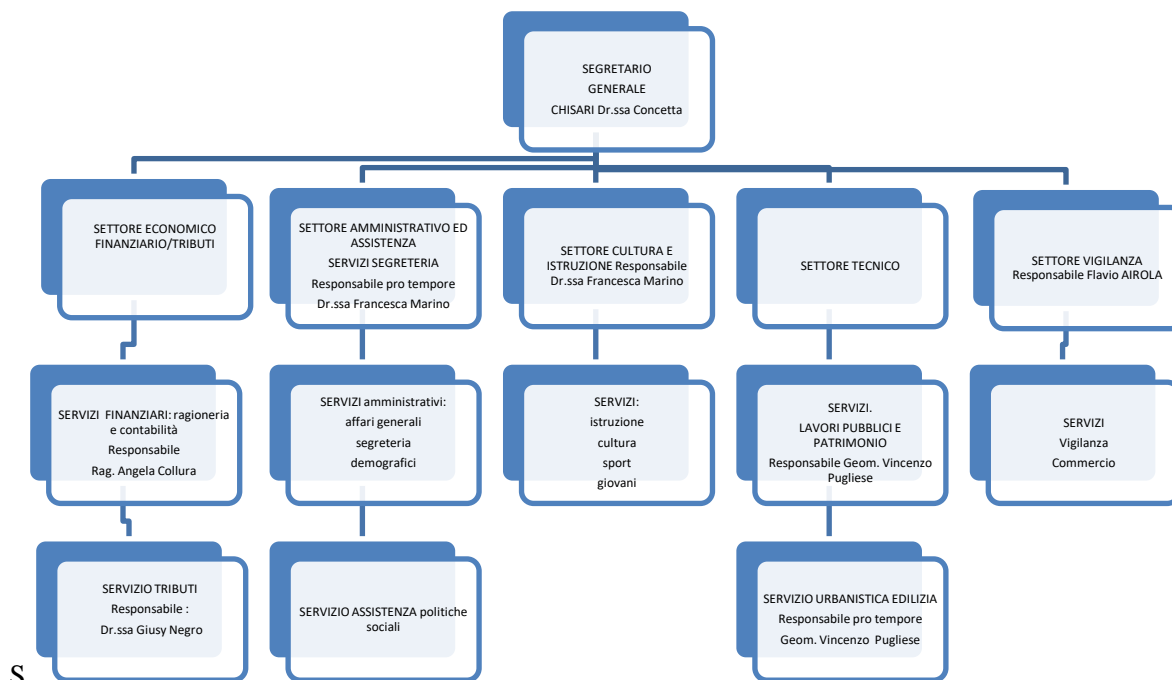 SEGRETARIO
GENERALE
CHISARI Dr.ssa Concetta
SETTORE ECONOMICO
FINANZIARIO/TRIBUTI
SETTORE AMMINISTRATIVO ED
ASSISTENZA
SERVIZI SEGRETERIA
Responsabile pro tempore
Dr.ssa Francesca Marino
SETTORE CULTURA E
ISTRUZIONE Responsabile
Dr.ssa Francesca Marino
SETTORE TECNICO
SETTORE VIGILANZA
Responsabile Flavio AIROLA
SERVIZI FINANZIARI: ragioneria
e contabilità
Responsabile
Rag. Angela Collura
SERVIZI amministrativi:
affari generali
segreteria
demografici
SERVIZI:
istruzione
cultura
sport
giovani
SERVIZI.
LAVORI PUBBLICI E
PATRIMONIO
Responsabile Geom. Vincenzo
Pugliese
SERVIZI
Vigilanza
Commercio
SERVIZIO TRIBUTI
Responsabile :
Dr.ssa Giusy Negro
SERVIZIO ASSISTENZA politiche
sociali
SERVIZIO URBANISTICA EDILIZIA
Responsabile pro tempore
Geom. Vincenzo Pugliese
S